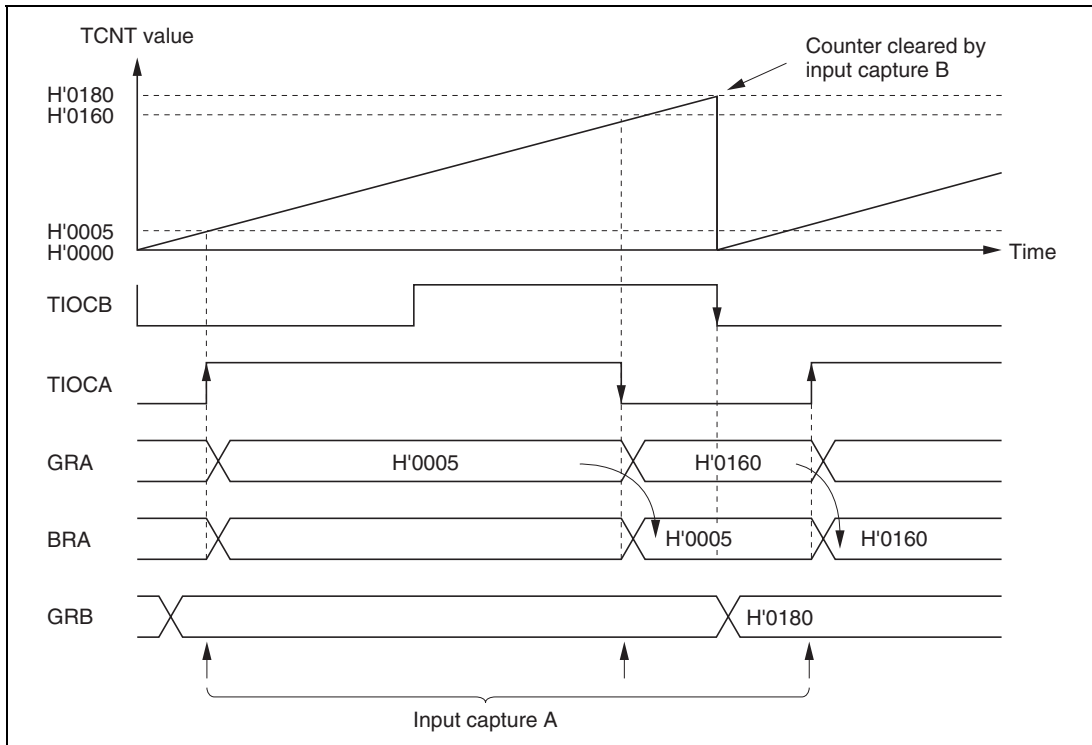 TCNT value
Counter cleared by
input capture B
H'0180
H'0160
H'0005
H'0000
Time
TIOCB
TIOCA
GRA
H'0005
H'0160
BRA
H'0005
H'0160
GRB
H'0180
Input capture A